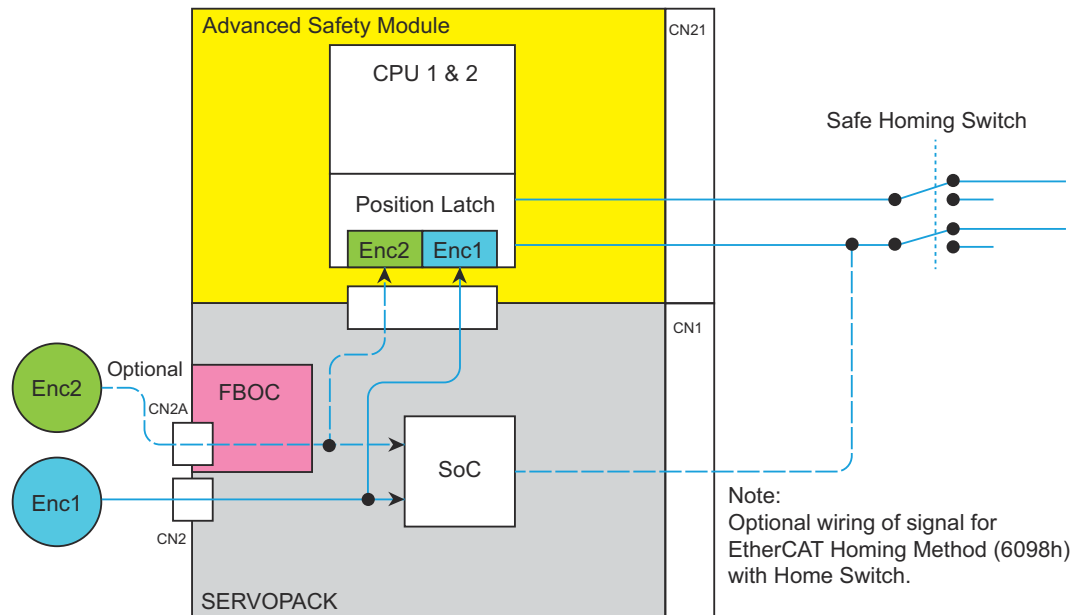 Advanced Safety Module
CN21
CPU 1 & 2
Safe Homing Switch
Position Latch
Enc2
Enc1
CN1
Optional
Enc2
FBOC
CN2A
SoC
Enc1
CN2
Note:
Optional wiring of signal for
EtherCAT Homing Method (6098h)
with Home Switch.
SERVOPACK